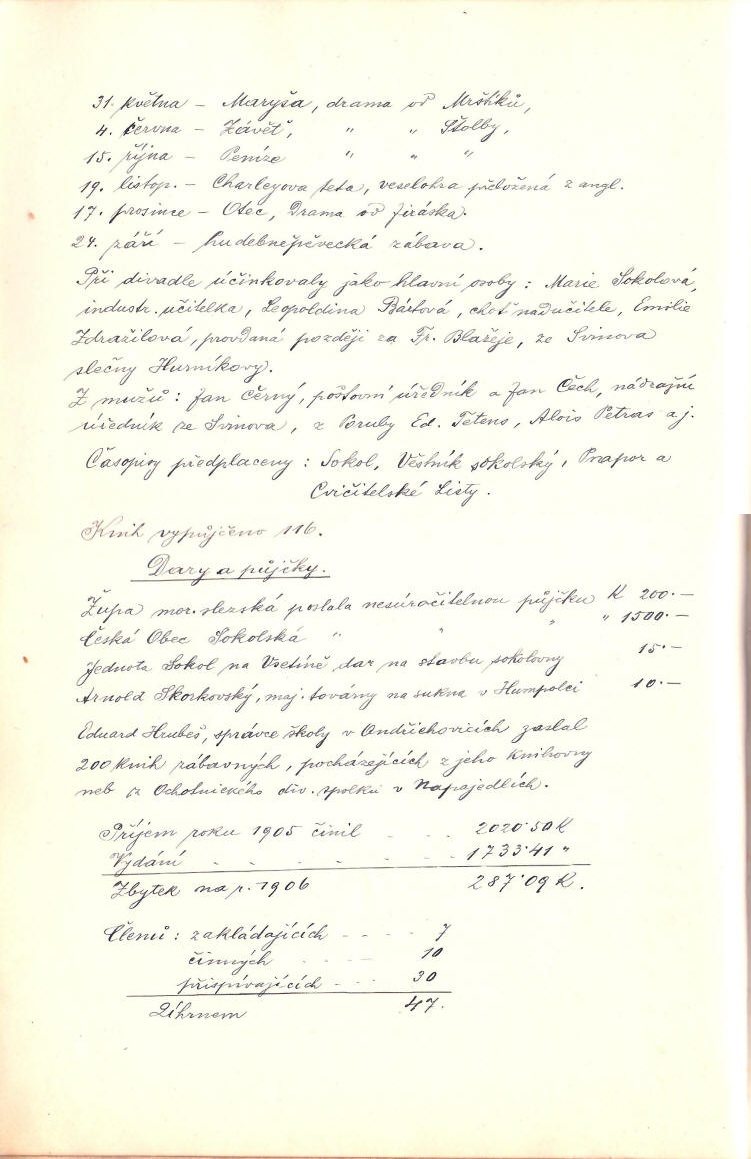 31. května – Maryša, drama od Mrštíků,
4. června – Závěť, " " Štolby,
15. října – Peníze " " "
19. listop. – Charleyova teta, veselohra přeložená z angl.
17. prosince – Otec, Drama od Jiráska.
24. září – hudebněpěvecká zábava.
Při divadle účinkovaly jako hlavní osoby: Marie Sokolová,
industr. učitelka, Leopoldina Bártová, choť nadučitele, Emilie
Zdražilová, provdaná později za Fr. Blažeje, ze Svinova
slečny Hurníkovy.
Z mužů: Jan Černý, poštovní úředník a Jan Čech, nádražní
úředník ze Svinova, z Poruby Ed. Tetens, Alois Petras a j.
Časopisy předplaceny: Sokol, Věstník sokolský, Prapor a
Cvičitelské Listy.
Knih vypůjčeno 116.
Dary a půjčky.
Župa mor. slezská poslala nesúročitelnou půjčku K 200·–
Česká Obec Sokolská " " " " 1500·–
Jednota Sokol na Vsetíně dar na stavbu sokolovny 15·–
Arnold Skorkovský, maj. továrny na sukna v Humpolci 10·–
Eduard Hrubeš, správce školy v Ondřichovicích zaslal
200 knih zábavných, pocházejících z jeho knihovny
neb z Ochotnického div. spolku v Napajedlích.
Příjem roku 1905 činil . . . 2020·50 K
Vydání . . . . . . . 1733·41 "
Zbytek na r. 1906 287·09 K.
Členů: zakládajících - - - - 7
činných - - - - 10
přispívajících - - - 30
Úhrnem 47.